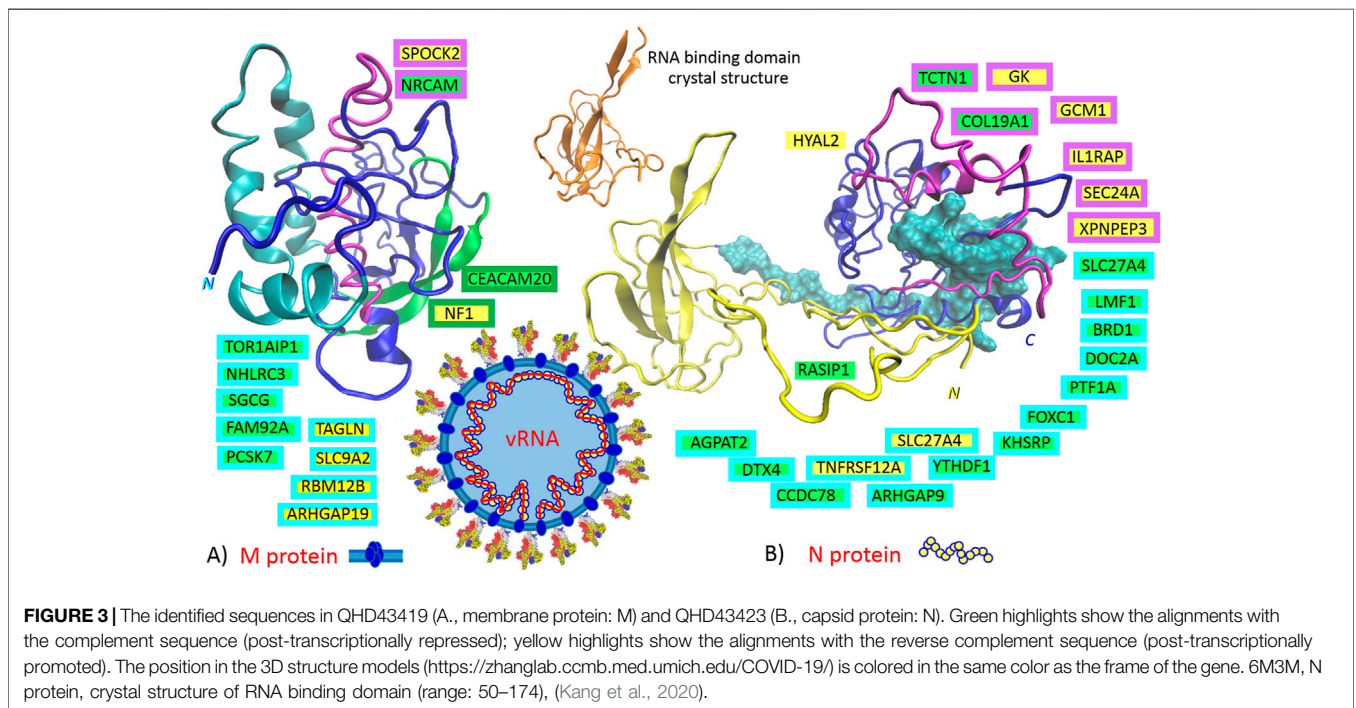 SPOCK2
NRCAM
N
CEACAM20
NF1
TOR1AIP1
NHLRC3
SGCG
FAM92A
PCSK7
TAGLN
SLC9A2
RBM12B
ARHGAP19
A) M protein
vRNA
RNA binding domain
crystal structure
TCTN1
GK
GCM1
COL19A1
HYAL2
IL1RAP
SEC24A
XPNPEP3
SLC27A4
LMF1
BRD1
DOC2A
PTF1A
FOXC1
KHSRP
C
N
RASIP1
SLC27A4
YTHDF1
TNFRSF12A
ARHGAP9
AGPAT2
DTX4
CCDC78
B) N protein
FIGURE 3 | The identified sequences in QHD43419 (A., membrane protein: M) and QHD43423 (B., capsid protein: N). Green highlights show the alignments with
the complement sequence (post-transcriptionally repressed); yellow highlights show the alignments with the reverse complement sequence (post-transcriptionally
promoted). The position in the 3D structure models (https://zhanglab.ccmb.med.umich.edu/COVID-19/) is colored in the same color as the frame of the gene. 6M3M, N
protein, crystal structure of RNA binding domain (range: 50–174), (Kang et al., 2020).